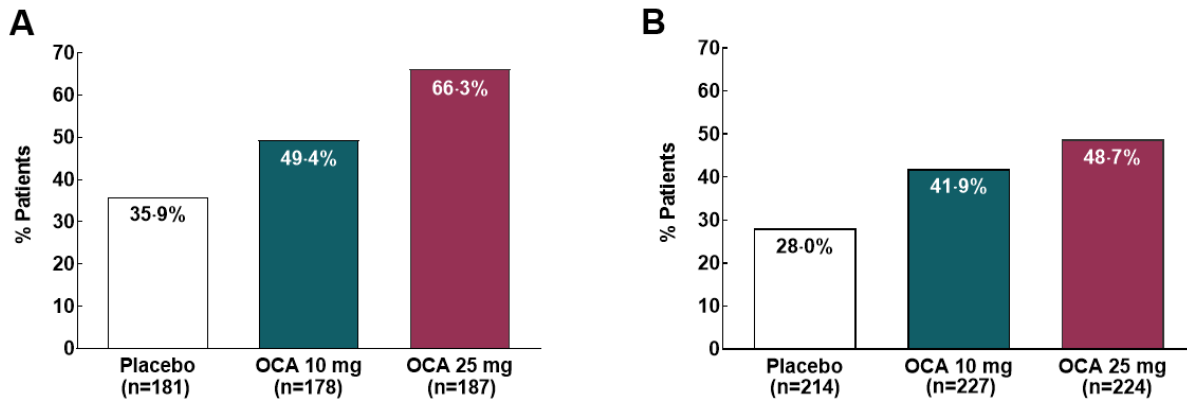 A
% Patients
70
60
50
40
30
20
10
0
35·9%
49·4%
66·3%
Placebo
(n=181)
OCA 10 mg
(n=178)
OCA 25 mg
(n=187)
B
% Patients
70
60
50
40
30
20
10
0
28·0%
41·9%
48·7%
Placebo
(n=214)
OCA 10 mg
(n=227)
OCA 25 mg
(n=224)